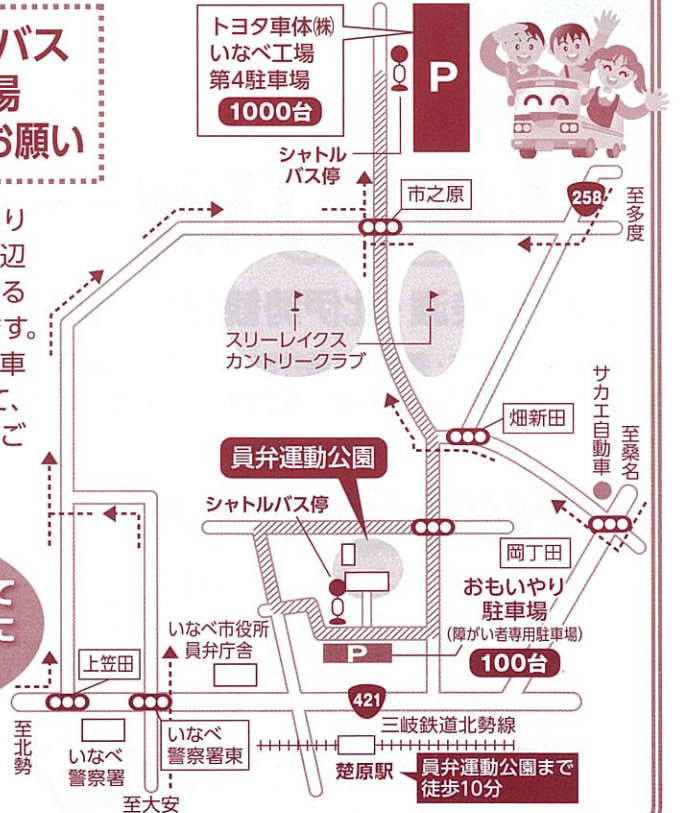 バス
場
お願い
り
辺
る
す。
車
て、
ご
て
に
トヨタ車体㈱
いなべ工場
第4駐車場
1000台
P
シャトル
バス停
市之原
258
至多度
スリーレイクス
カントリークラブ
畑新田
サカエ自動車
至桑名
員弁運動公園
シャトルバス停
岡丁田
おもいやり
駐車場
(障がい者専用駐車場)
100台
P
いなべ市役所
員弁庁舎
上笠田
421
至北勢
いなべ
警察署
いなべ
警察署東
至大安
三岐鉄道北勢線
楚原駅
員弁運動公園まで
徒歩10分